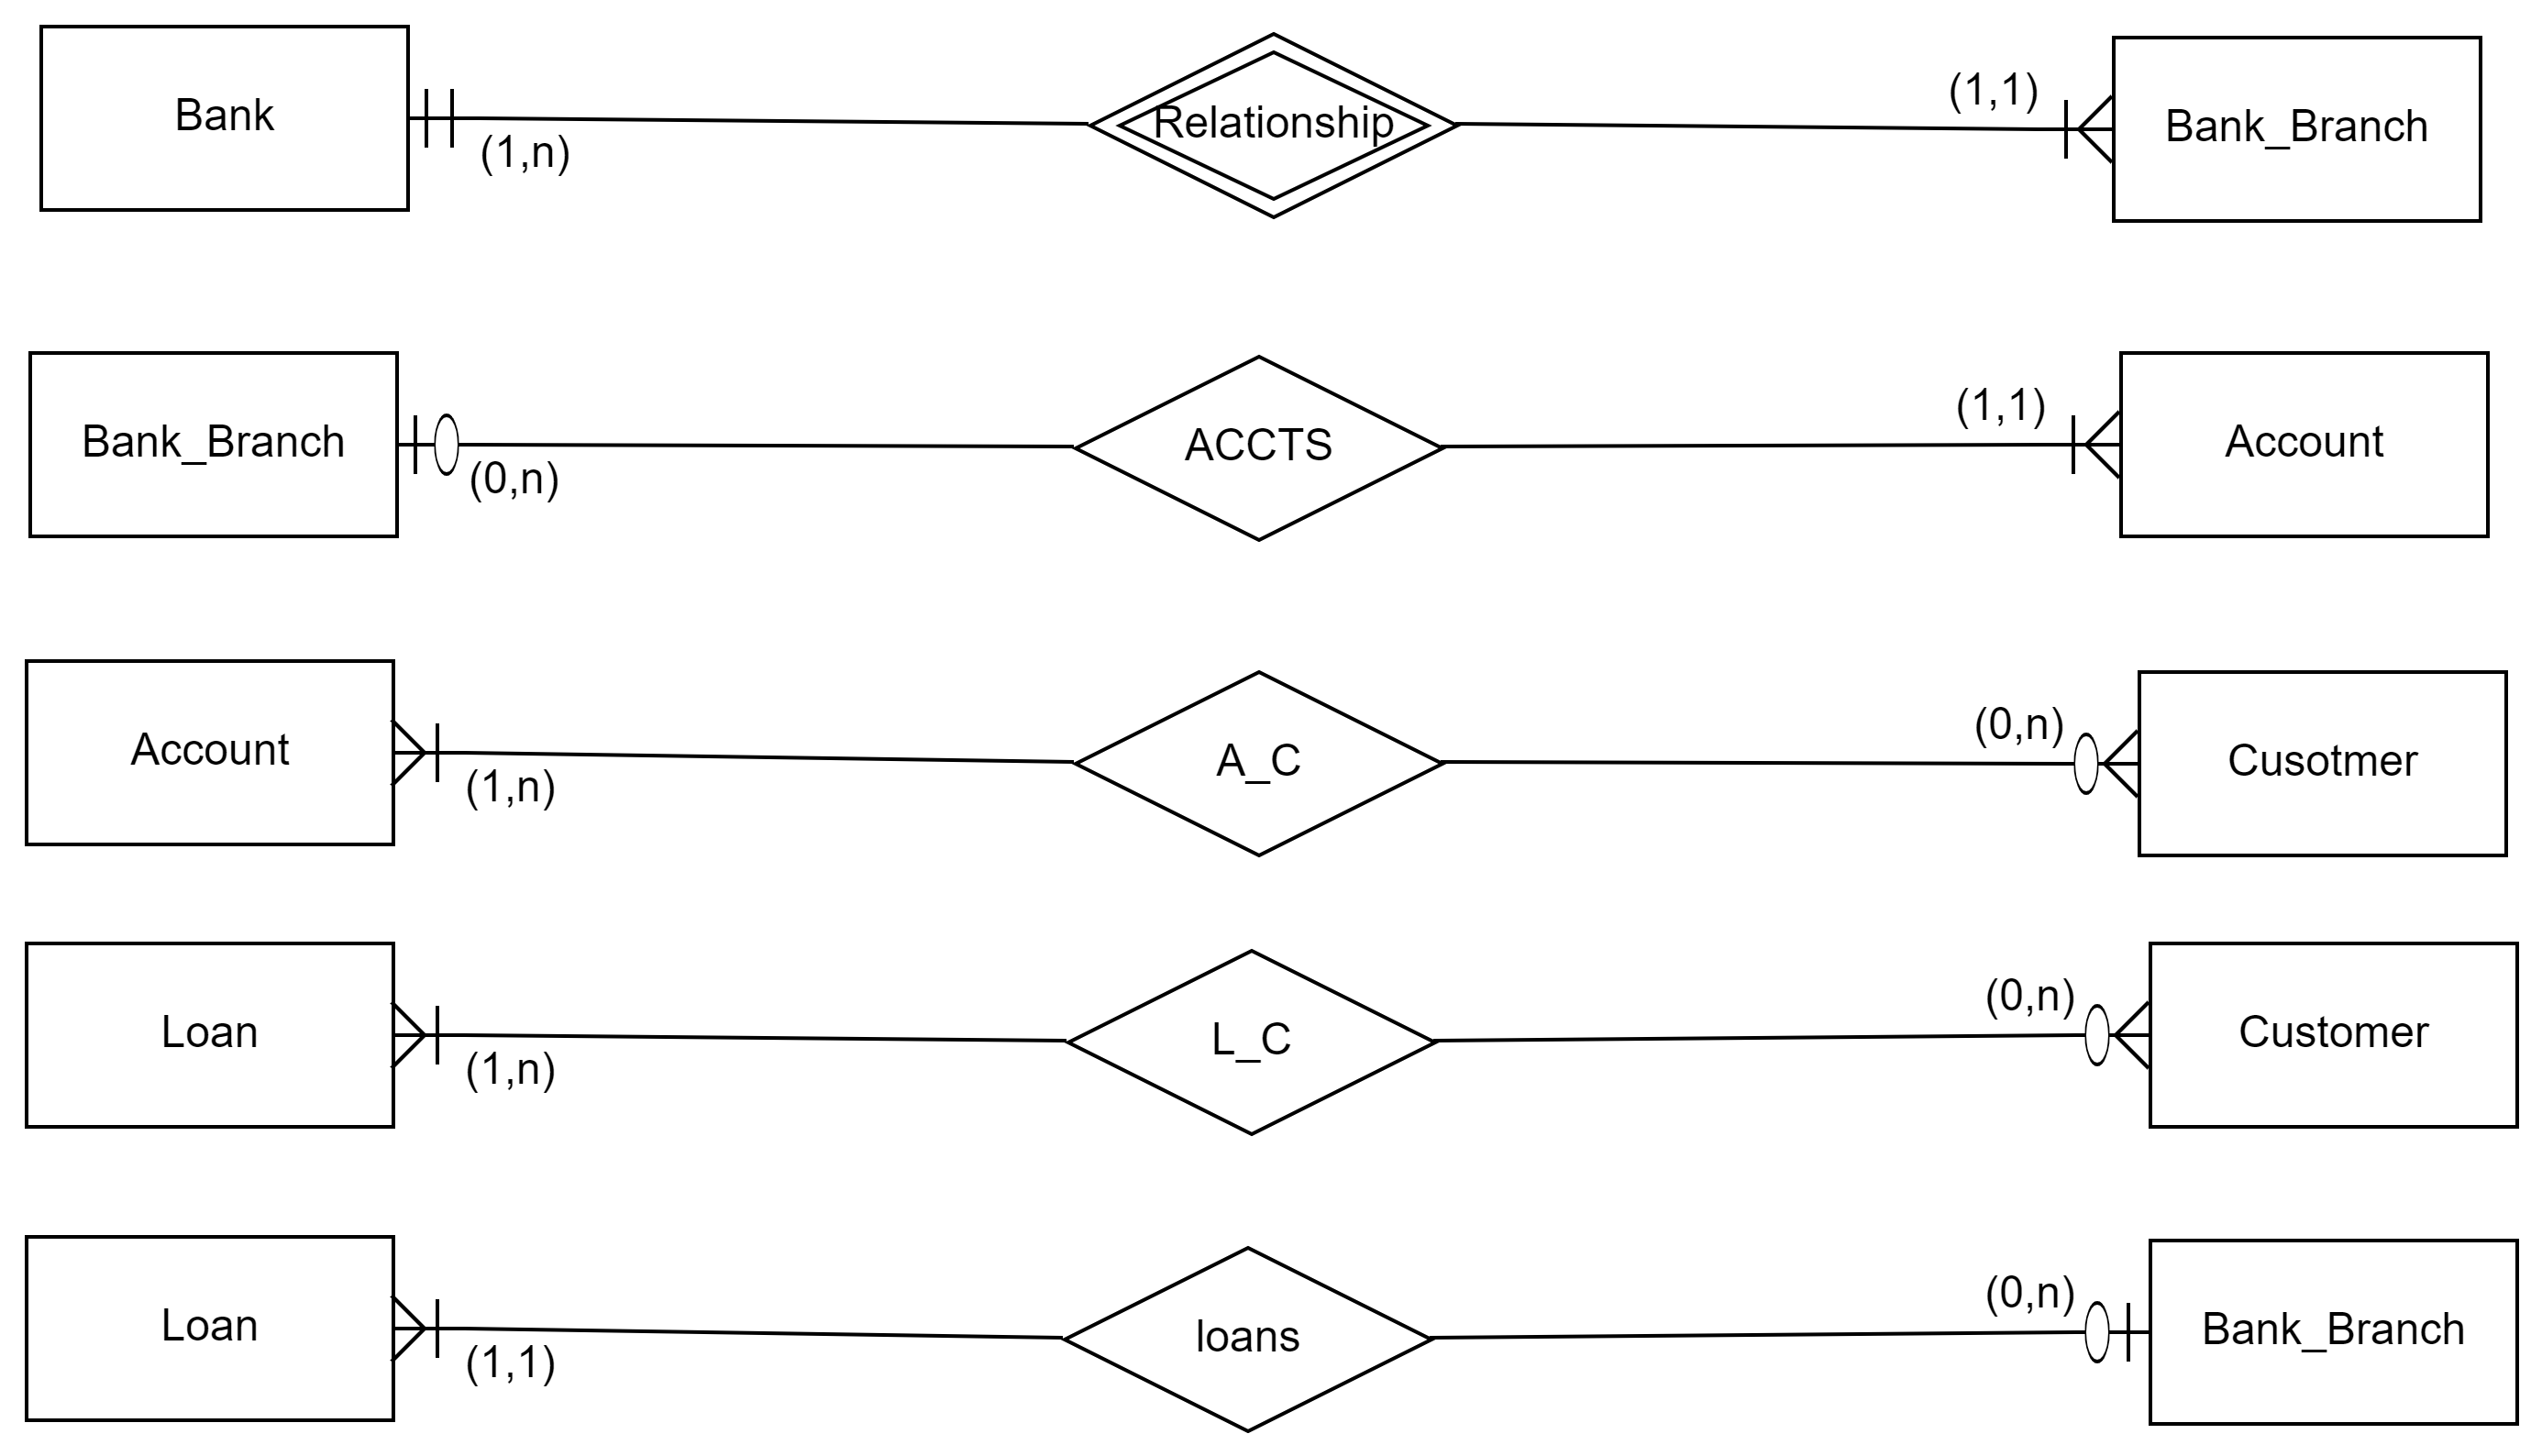 Bank
(1,n)
Relationship
(1,1)
Bank_Branch
Bank_Branch
(0,n)
ACCTS
(1,1)
Account
Account
(1,n)
A_C
(0,n)
Cusotmer
Loan
(1,n)
L_C
(0,n)
Customer
Loan
(1,1)
loans
(0,n)
Bank_Branch